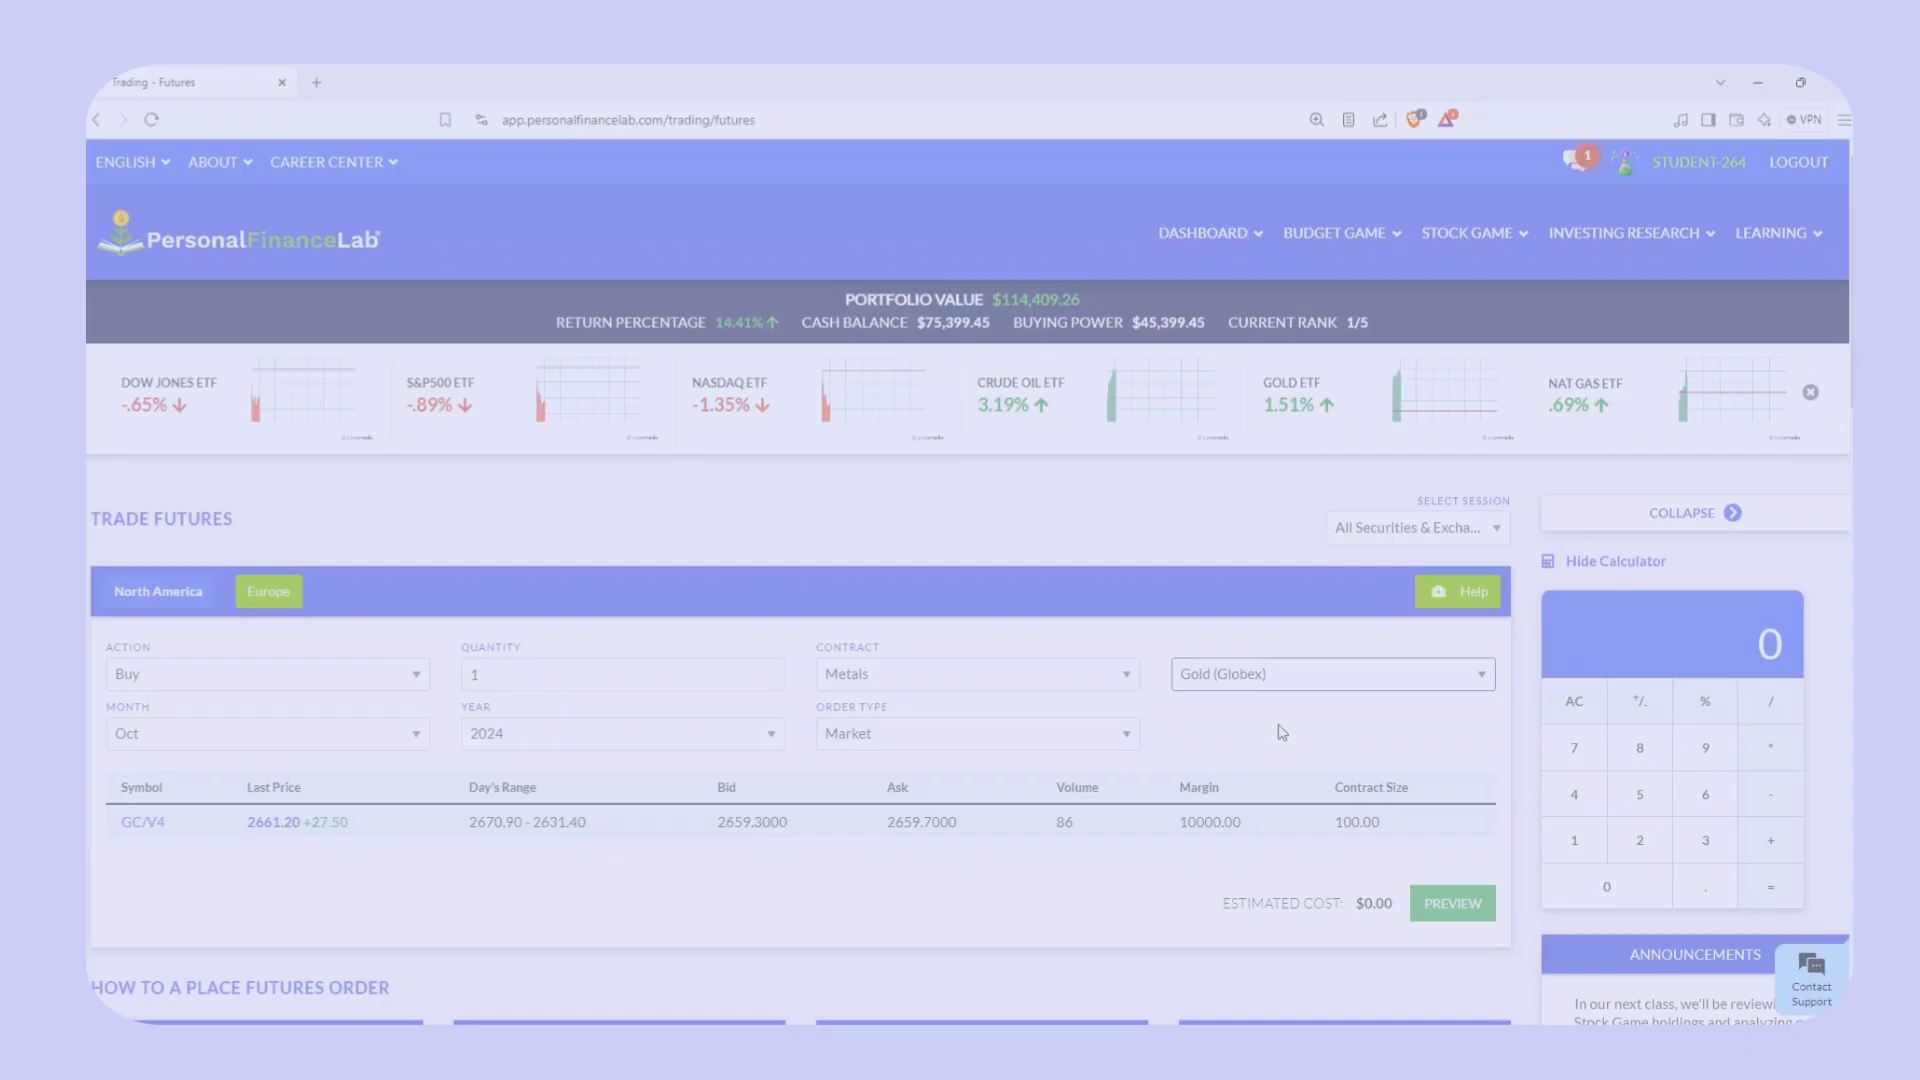 Trading - Futures
app.personalfinancelab.com/trading/futures
VPN
ENGLISH ABOUT CAREER CENTER
1 STUDENT-264 LOGOUT
PersonalFinanceLab
DASHBOARD BUDGET GAME STOCK GAME INVESTING RESEARCH LEARNING
PORTFOLIO VALUE $114,409.26
RETURN PERCENTAGE 14.41% CASH BALANCE $75,399.45 BUYING POWER $45,399.45 CURRENT RANK 1/5
DOW JONES ETF
-.65%
S&P500 ETF
-.89%
NASDAQ ETF
-1.35%
CRUDE OIL ETF
3.19%
GOLD ETF
1.51%
NAT GAS ETF
.69%
TRADE FUTURES
SELECT SESSION
All Securities & Excha...
North America Europe Help
ACTION QUANTITY CONTRACT
Buy 1 Metals Gold (Globex)
MONTH YEAR ORDER TYPE
Oct 2024 Market
Symbol Last Price Day's Range Bid Ask Volume Margin Contract Size
GC/V4 2661.20 +27.50 2670.90 - 2631.40 2659.3000 2659.7000 86 10000.00 100.00
ESTIMATED COST: $0.00 PREVIEW
HOW TO A PLACE FUTURES ORDER
COLLAPSE
Hide Calculator
0
AC +/. % /
7 8 9 *
4 5 6 -
1 2 3 +
0 . =
ANNOUNCEMENTS
In our next class, we'll be
Stock Game holdings and analyzing
Contact
Support